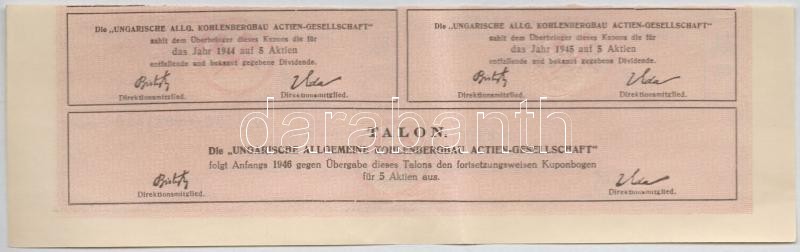 Die „UNGARISCHE ALLG. KOHLENBERGBAU ACTIEN-GESELLSCHAFT"
zahlt dem Überbringer dieses Kupons die für
das Jahr 1944 auf 5 Aktien
entfallende und bekannt gegebene Dividende.
Direktionsmitglied.
Direktionsmitglied.
Die „UNGARISCHE ALLG. KOHLENBERGBAU ACTIEN-GESELLSCHAFT"
zahlt dem Überbringer dieses Kupons die für
das Jahr 1945 auf 5 Aktien
entfallende und bekannt gegebene Dividende.
Direktionsmitglied.
Direktionsmitglied.
darabanth
TALON.
Die „UNGARISCHE ALLGEMEINE KOHLENBERGBAU ACTIEN-GESELLSCHAFT"
folgt Anfangs 1946 gegen Übergabe dieses Talons den fortsetzungsweisen Kuponbogen
für 5 Aktien aus.
Direktionsmitglied.
Direktionsmitglied.